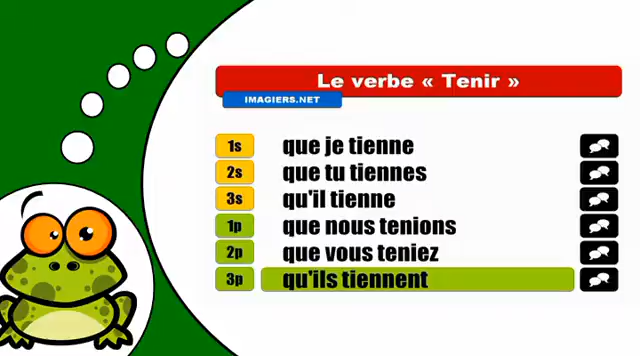 Le verbe « Tenir »
IMAGIERS.NET
1s que je tienne
2s que tu tiennes
3s qu'il tienne
1p que nous tenions
2p que vous teniez
3p qu'ils tiennent